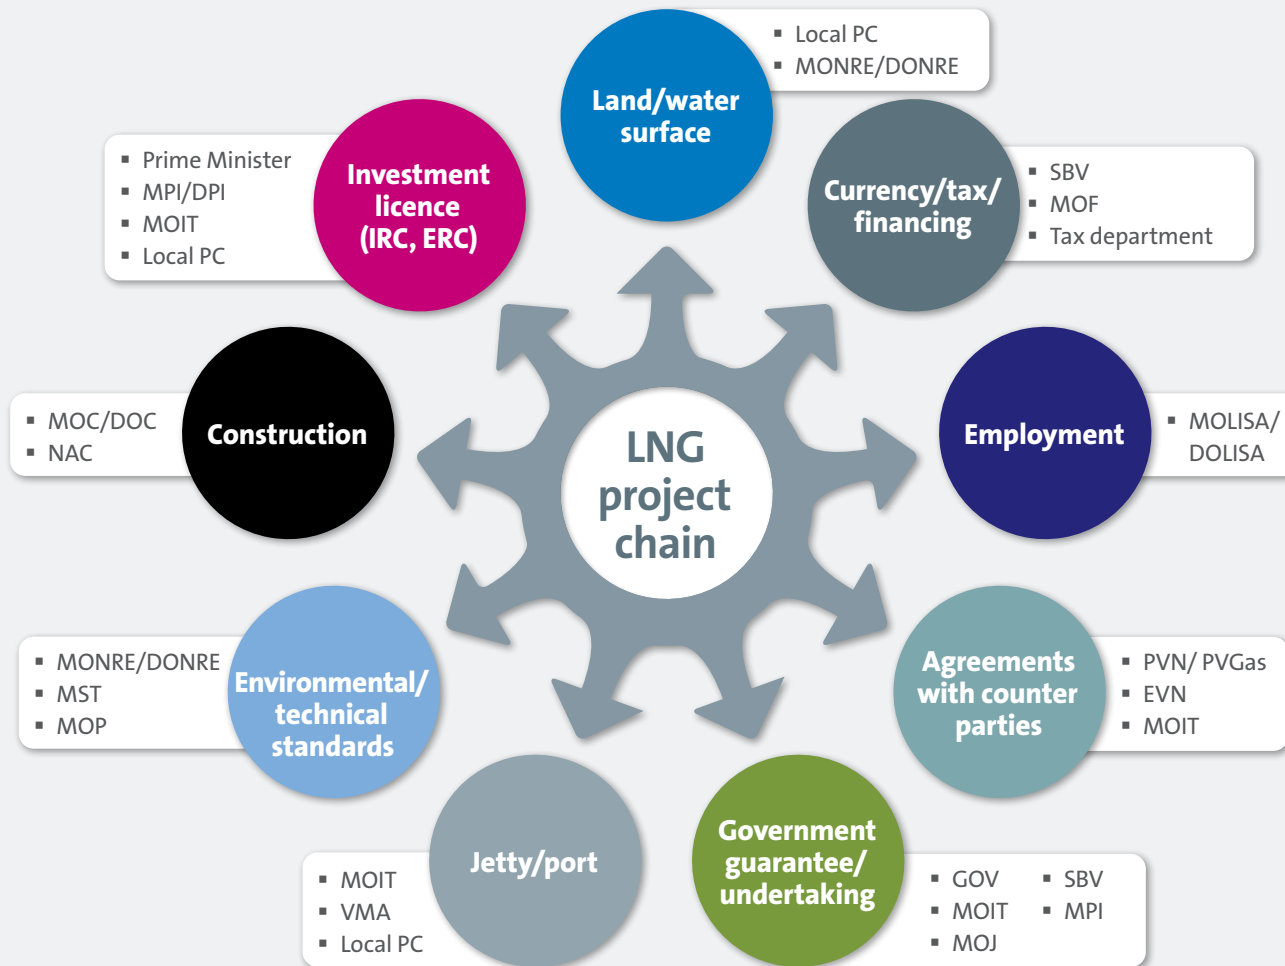 Land/water
surface
▪ Local PC
▪ MONRE/DONRE
Currency/tax/
financing
▪ SBV
▪ MOF
▪ Tax department
Employment
▪ MOLISA/
DOLISA
Agreements
with counter
parties
▪ PVN/ PVGas
▪ EVN
▪ MOIT
Government
guarantee/
undertaking
▪ GOV
▪ MOIT
▪ MOJ
▪ SBV
▪ MPI
Jetty/port
▪ MOIT
▪ VMA
▪ Local PC
Environmental/
technical
standards
▪ MONRE/DONRE
▪ MST
▪ MOP
Construction
▪ MOC/DOC
▪ NAC
Investment
licence
(IRC, ERC)
▪ Prime Minister
▪ MPI/DPI
▪ MOIT
▪ Local PC
LNG
project
chain